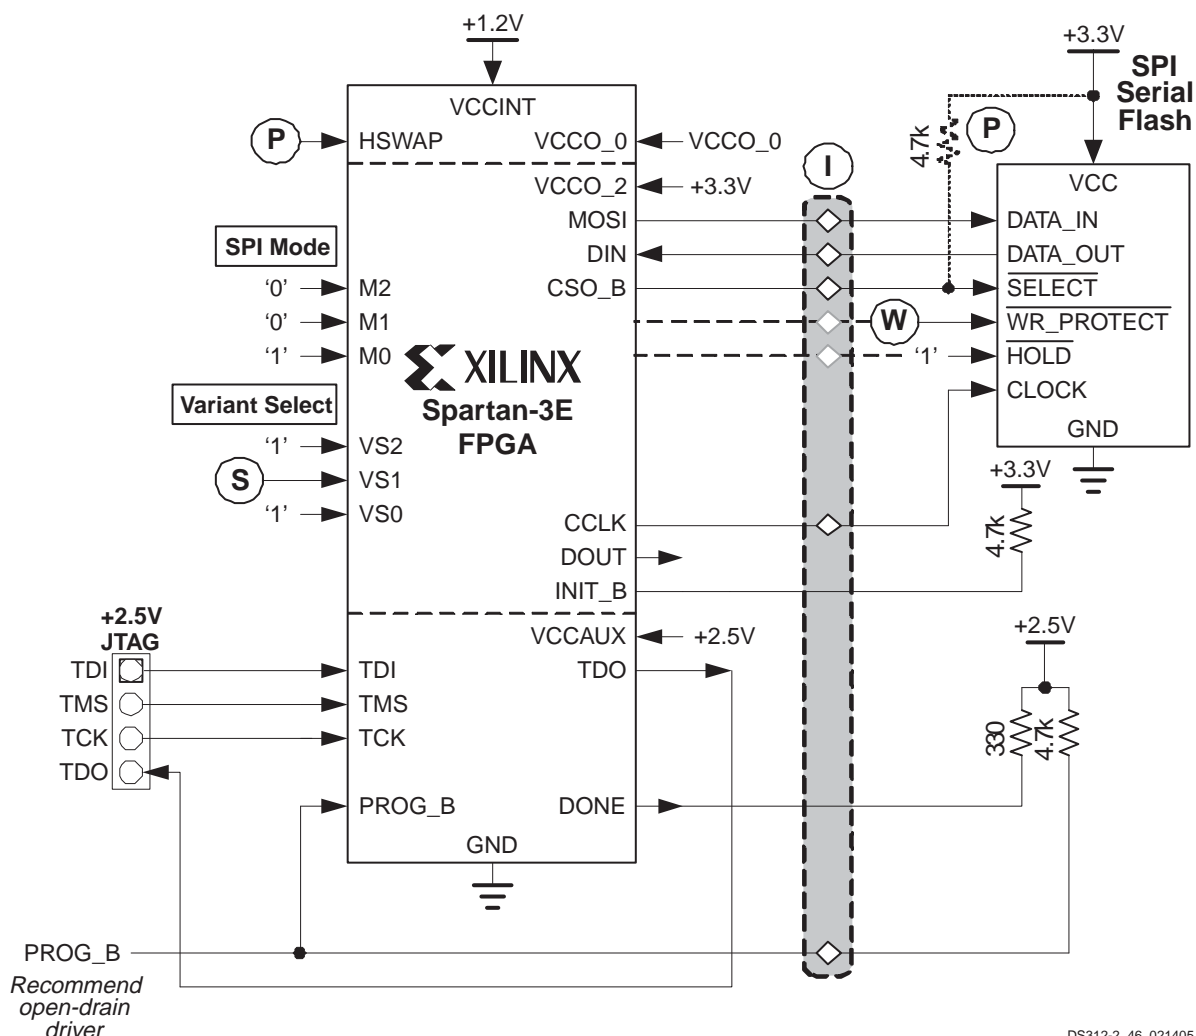 +1.2V
+3.3V
SPI
Serial
Flash
P
4.7k
VCCINT
P
HSWAP
VCCO_0
VCCO_0
I
VCC
VCCO_2
+3.3V
MOSI
DATA_IN
SPI Mode
DIN
DATA_OUT
‘0’
M2
CSO_B
SELECT
‘0’
M1
W
WR_PROTECT
‘1’
M0
‘1’
HOLD
XILINX
CLOCK
Variant Select
Spartan-3E
FPGA
GND
‘1’
VS2
+3.3V
S
VS1
‘1’
VS0
CCLK
4.7k
DOUT
INIT_B
+2.5V
JTAG
VCCAUX
+2.5V
+2.5V
TDI
TDI
TDO
TMS
TMS
TCK
TCK
330
4.7k
TDO
PROG_B
DONE
GND
PROG_B
Recommend
open-drain
driver
DS312-2_46_021405